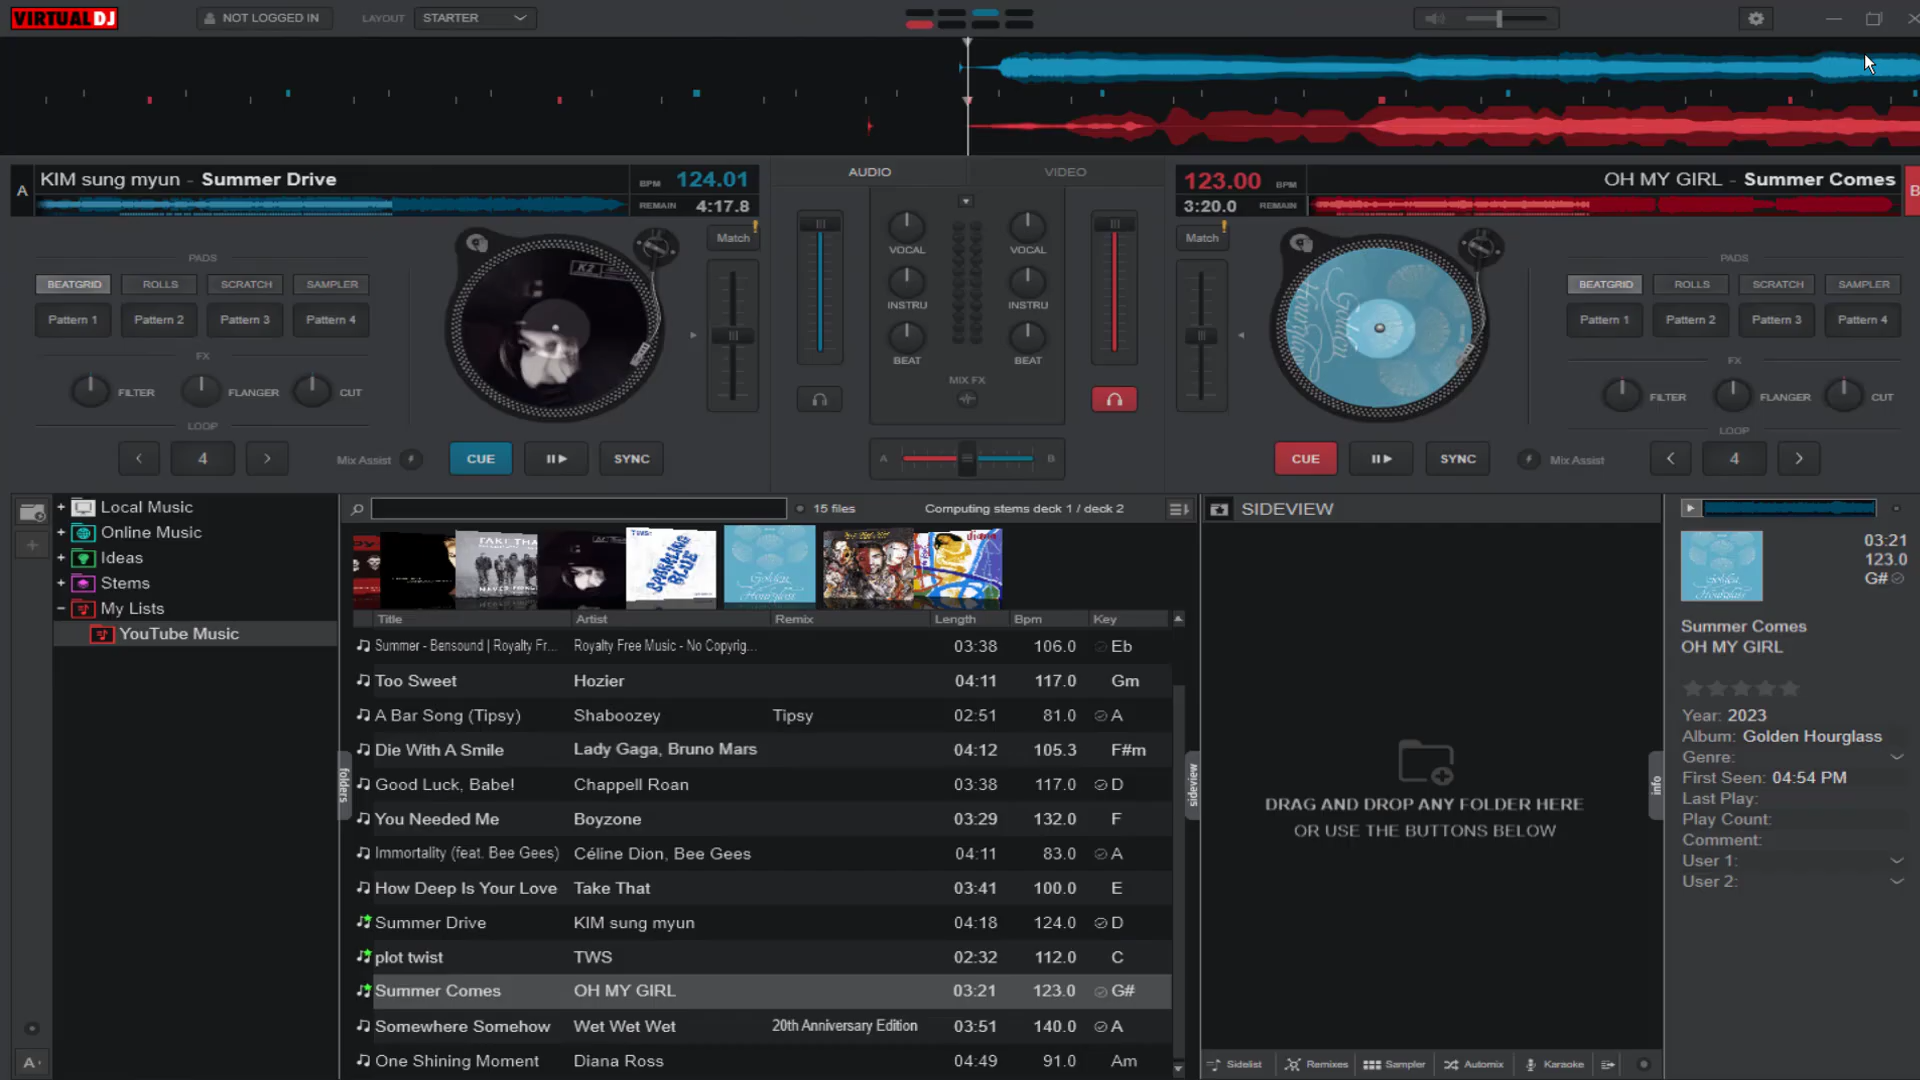 VIRTUAL DJ NOT LOGGED IN LAYOUT STARTER
A KIM sung myun - Summer Drive BPM 124.01
REMAIN 4:17.8
AUDIO VIDEO
123.00 BPM OH MY GIRL - Summer Comes B
3:20.0 REMAIN
Match Match
PADS
BEATGRID ROLLS SCRATCH SAMPLER
Pattern 1 Pattern 2 Pattern 3 Pattern 4
FX
FILTER FLANGER CUT
LOOP
4
Mix Assist CUE SYNC
K2
VOCAL VOCAL
INSTRU INSTRU
BEAT BEAT
MIX FX
A B
Golden Hourglass
PADS
BEATGRID ROLLS SCRATCH SAMPLER
Pattern 1 Pattern 2 Pattern 3 Pattern 4
FX
FILTER FLANGER CUT
LOOP
CUE SYNC Mix Assist 4
Local Music
Online Music
Ideas
Stems
My Lists
YouTube Music
A
folders
15 files Computing stems deck 1 / deck 2
TAKE THAT
TWS:
SPARKLING BLUE
Golden Hourglass
diana
Title Artist Remix Length Bpm Key
Summer - Bensound | Royalty Fr... Royalty Free Music - No Copyrig... 03:38 106.0 Eb
Too Sweet Hozier 04:11 117.0 Gm
A Bar Song (Tipsy) Shaboozey Tipsy 02:51 81.0 A
Die With A Smile Lady Gaga, Bruno Mars 04:12 105.3 F#m
Good Luck, Babe! Chappell Roan 03:38 117.0 D
You Needed Me Boyzone 03:29 132.0 F
Immortality (feat. Bee Gees) Céline Dion, Bee Gees 04:11 83.0 A
How Deep Is Your Love Take That 03:41 100.0 E
Summer Drive KIM sung myun 04:18 124.0 D
plot twist TWS 02:32 112.0 C
Summer Comes OH MY GIRL 03:21 123.0 G#
Somewhere Somehow Wet Wet Wet 20th Anniversary Edition 03:51 140.0 A
One Shining Moment Diana Ross 04:49 91.0 Am
sideview
SIDEVIEW
DRAG AND DROP ANY FOLDER HERE
OR USE THE BUTTONS BELOW
Sidelist Remixes Sampler Automix Karaoke
info
03:21
123.0
G#
Summer Comes
OH MY GIRL
Year: 2023
Album: Golden Hourglass
Genre:
First Seen: 04:54 PM
Last Play:
Play Count:
Comment:
User 1:
User 2: